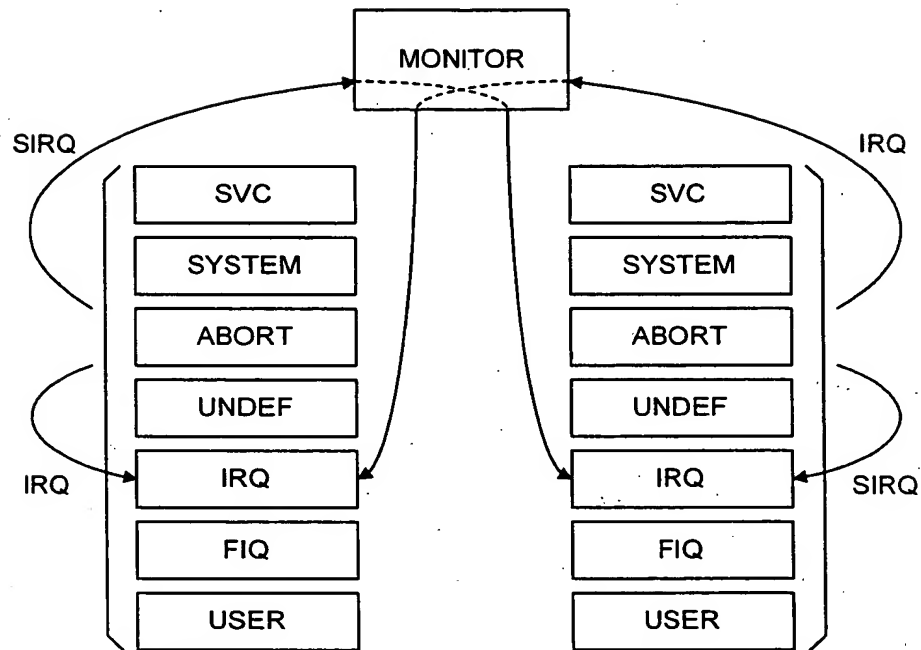 MONITOR
SIRQ
IRQ
SVC
SVC
SYSTEM
SYSTEM
ABORT
ABORT
UNDEF
UNDEF
IRQ
IRQ
IRQ
SIRQ
FIQ
FIQ
USER
USER